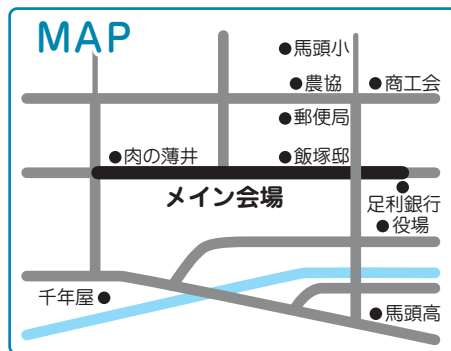 MAP
●馬頭小
●農協
●商工会
●郵便局
●肉の薄井
●飯塚邸
メイン会場
足利銀行
●役場
千年屋●
●馬頭高